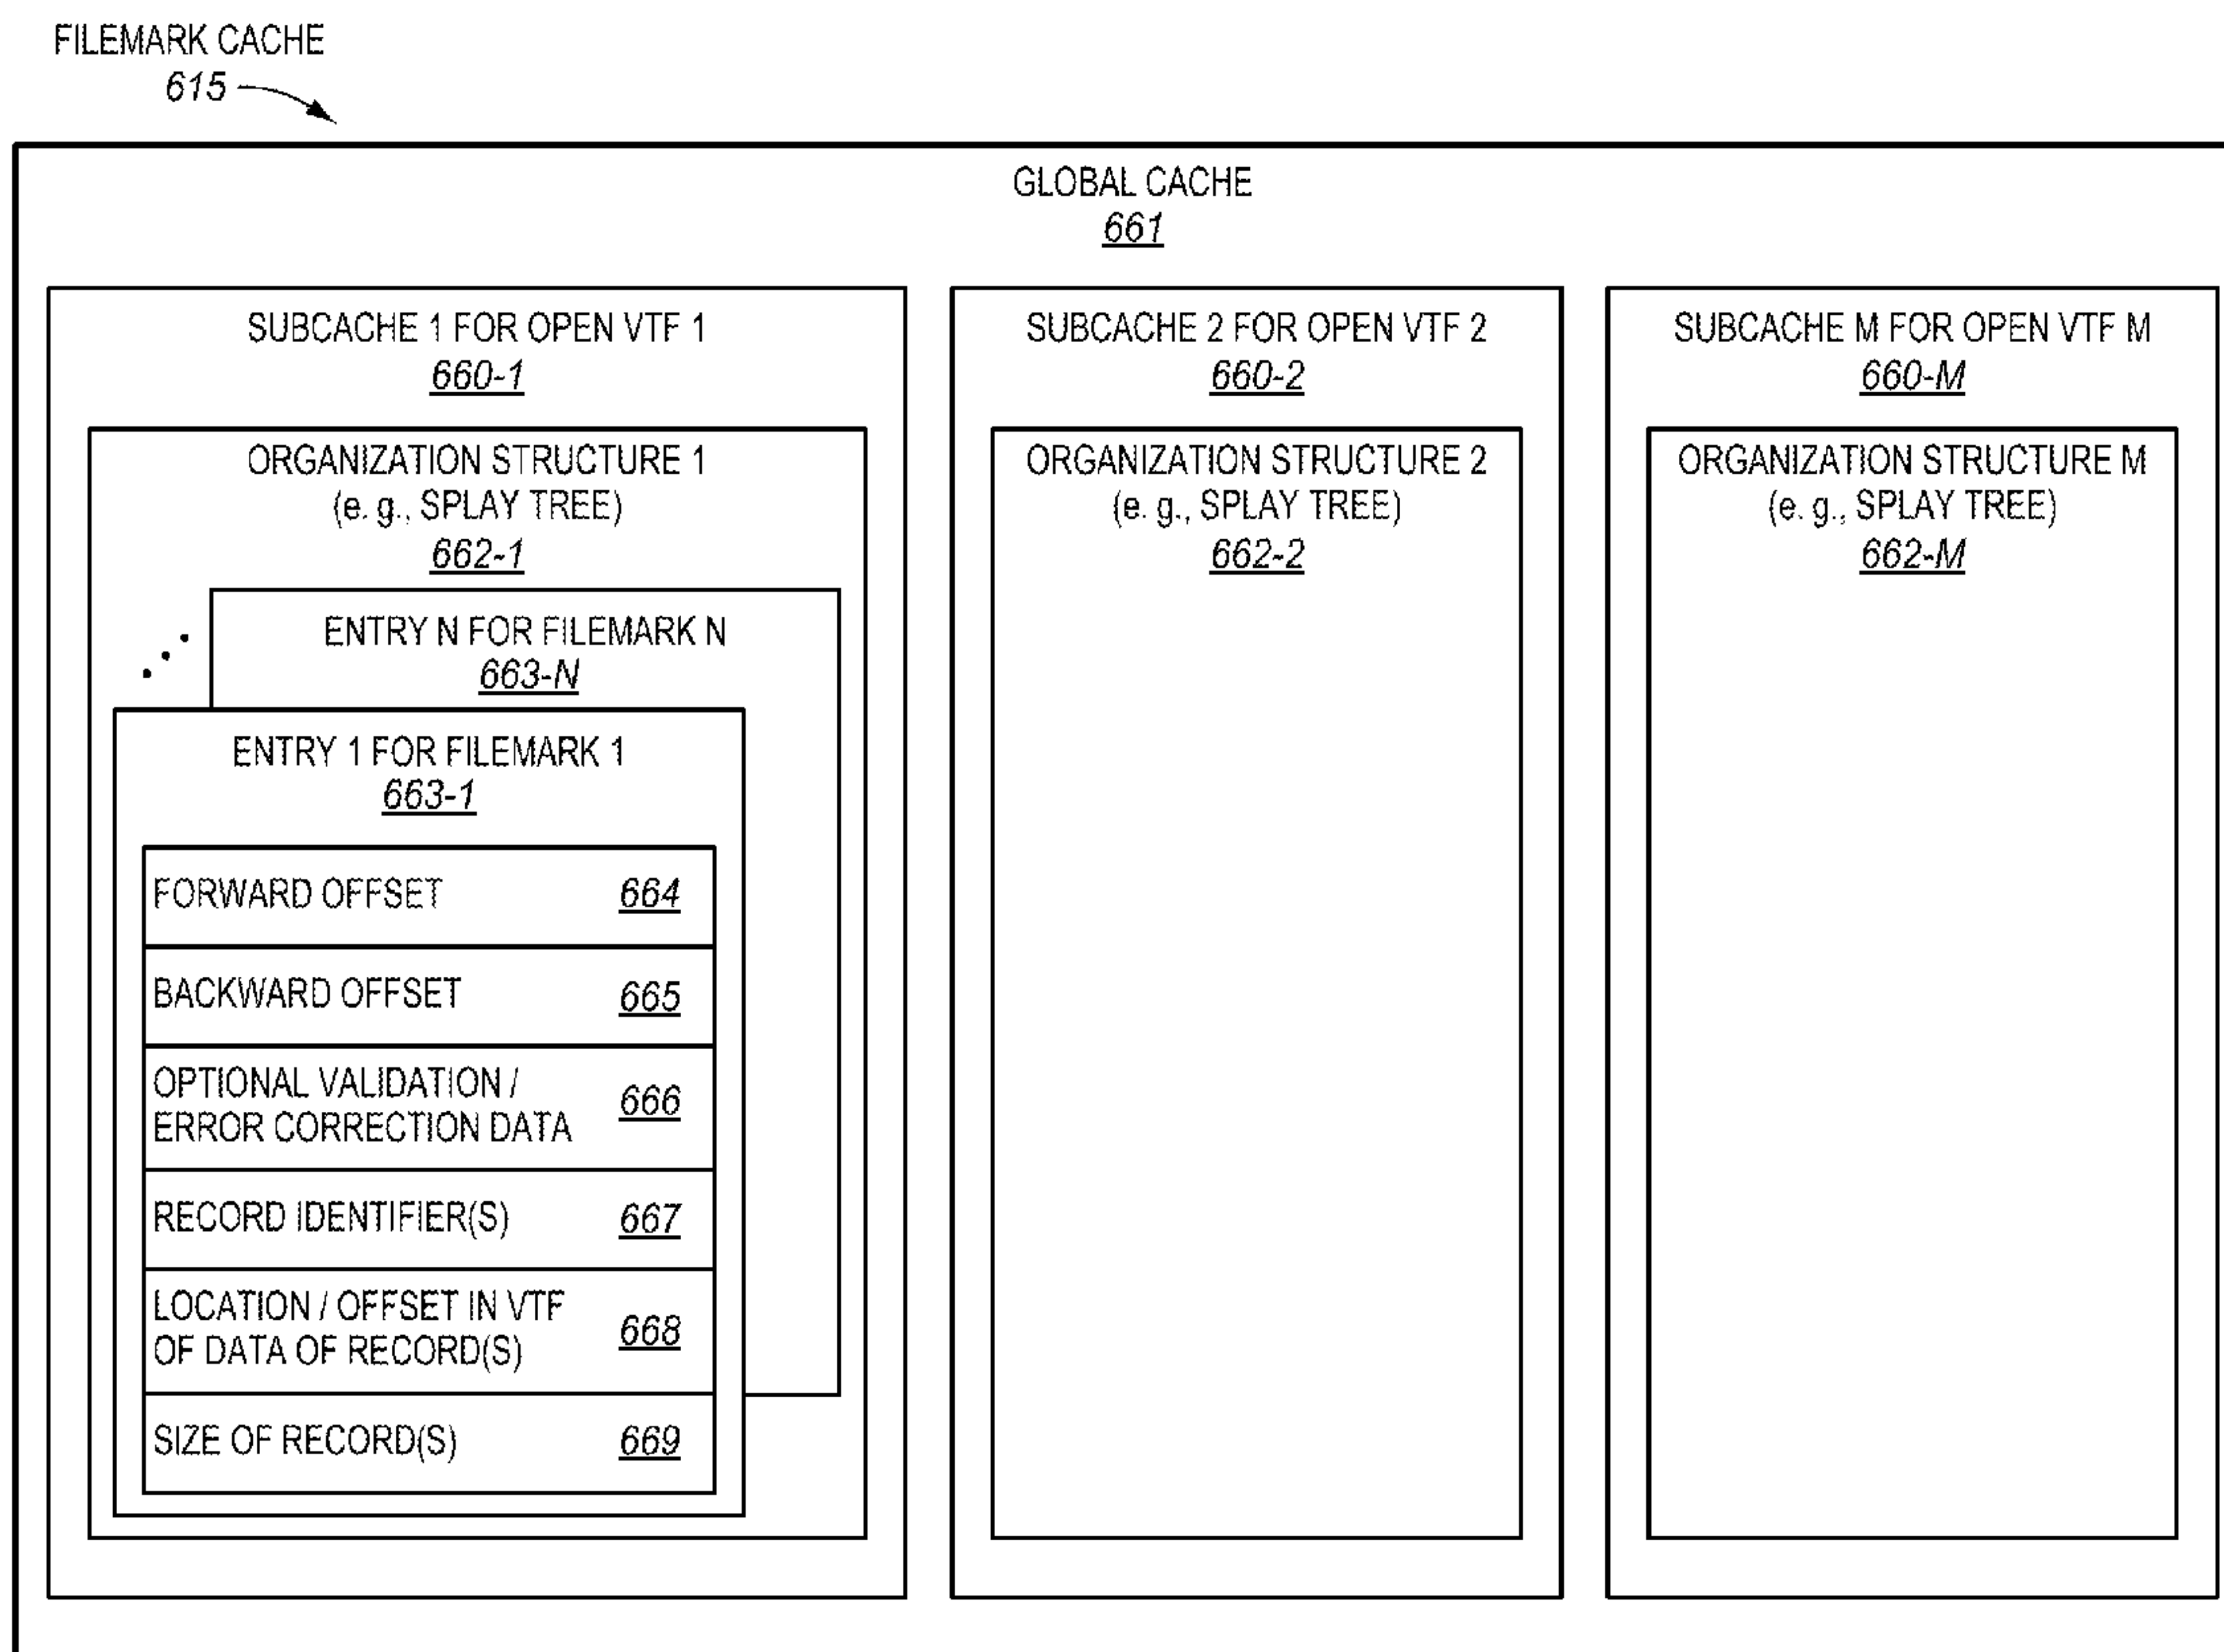 FILEMARK CACHE
615
GLOBAL CACHE
661
SUBCACHE 1 FOR OPEN VTF 1
660-1
ORGANIZATION STRUCTURE 1
(e. g., SPLAY TREE)
662-1
ENTRY N FOR FILEMARK N
663-N
ENTRY 1 FOR FILEMARK 1
663-1
FORWARD OFFSET 664
BACKWARD OFFSET 665
OPTIONAL VALIDATION /
ERROR CORRECTION DATA 666
RECORD IDENTIFIER(S) 667
LOCATION / OFFSET IN VTF
OF DATA OF RECORD(S) 668
SIZE OF RECORD(S) 669
SUBCACHE 2 FOR OPEN VTF 2
660-2
ORGANIZATION STRUCTURE 2
(e. g., SPLAY TREE)
662-2
SUBCACHE M FOR OPEN VTF M
660-M
ORGANIZATION STRUCTURE M
(e. g., SPLAY TREE)
662-M